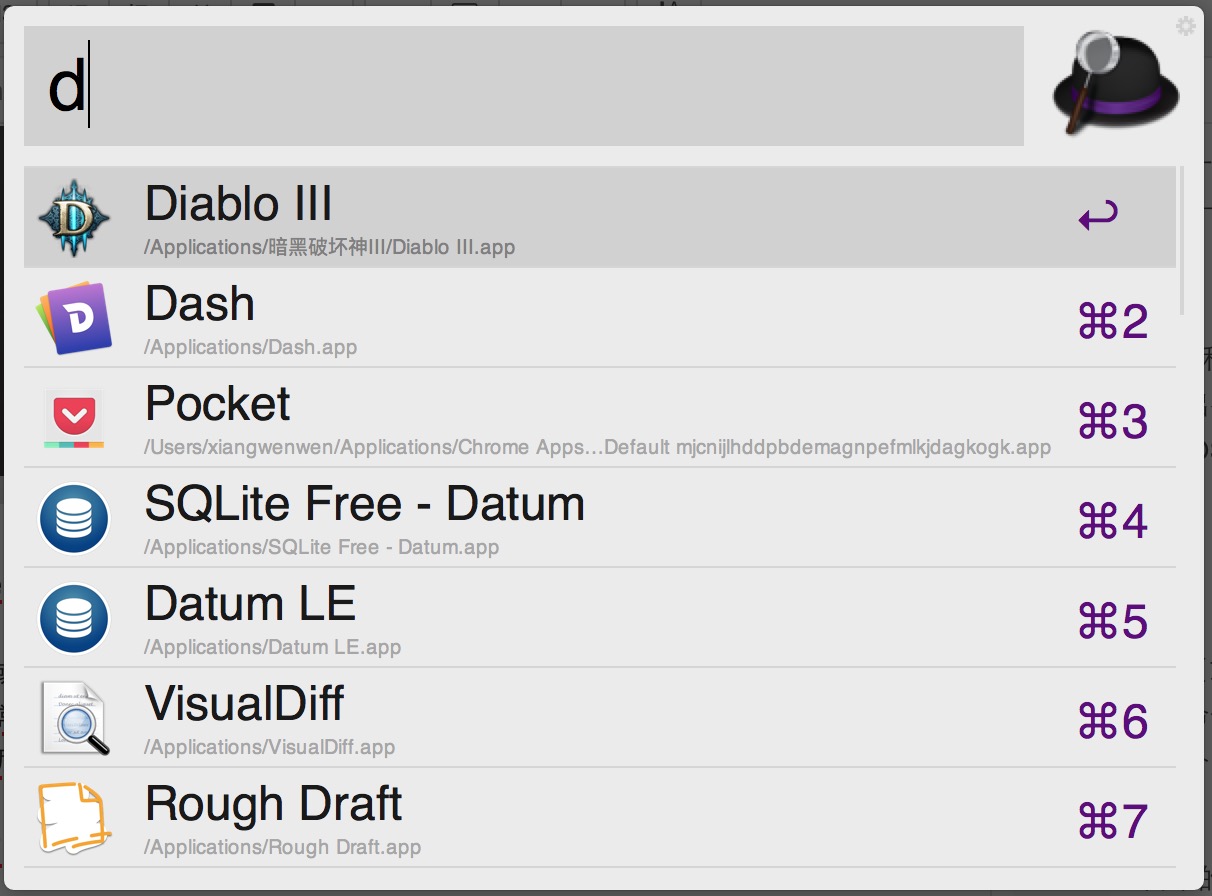 d
Diablo III
/Applications/暗黑破坏神III/Diablo III.app
Dash
/Applications/Dash.app
⌘2
Pocket
/Users/xiangwenwen/Applications/Chrome Apps...Default mjcnijlhddpbdemagnpefmlkjdagkogk.app
⌘3
SQLite Free - Datum
/Applications/SQLite Free - Datum.app
⌘4
Datum LE
/Applications/Datum LE.app
⌘5
VisualDiff
/Applications/VisualDiff.app
⌘6
Rough Draft
/Applications/Rough Draft.app
⌘7